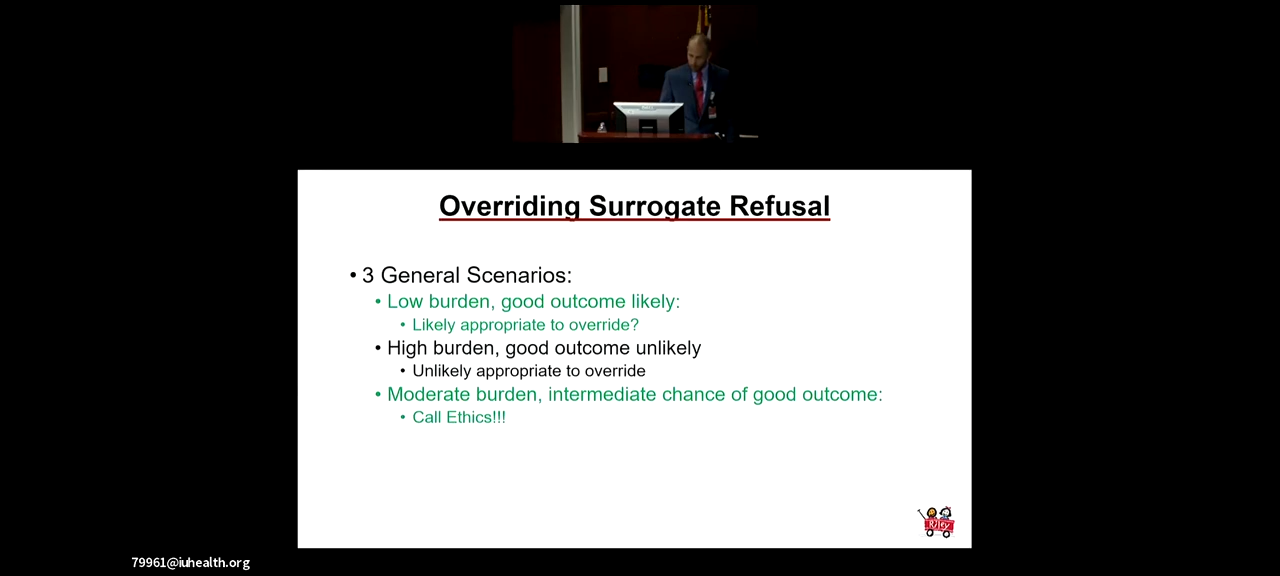 Overriding Surrogate Refusal
• 3 General Scenarios:
• Low burden, good outcome likely:
• Likely appropriate to override?
• High burden, good outcome unlikely
• Unlikely appropriate to override
• Moderate burden, intermediate chance of good outcome:
• Call Ethics!!!
Riley
79961@iuhealth.org